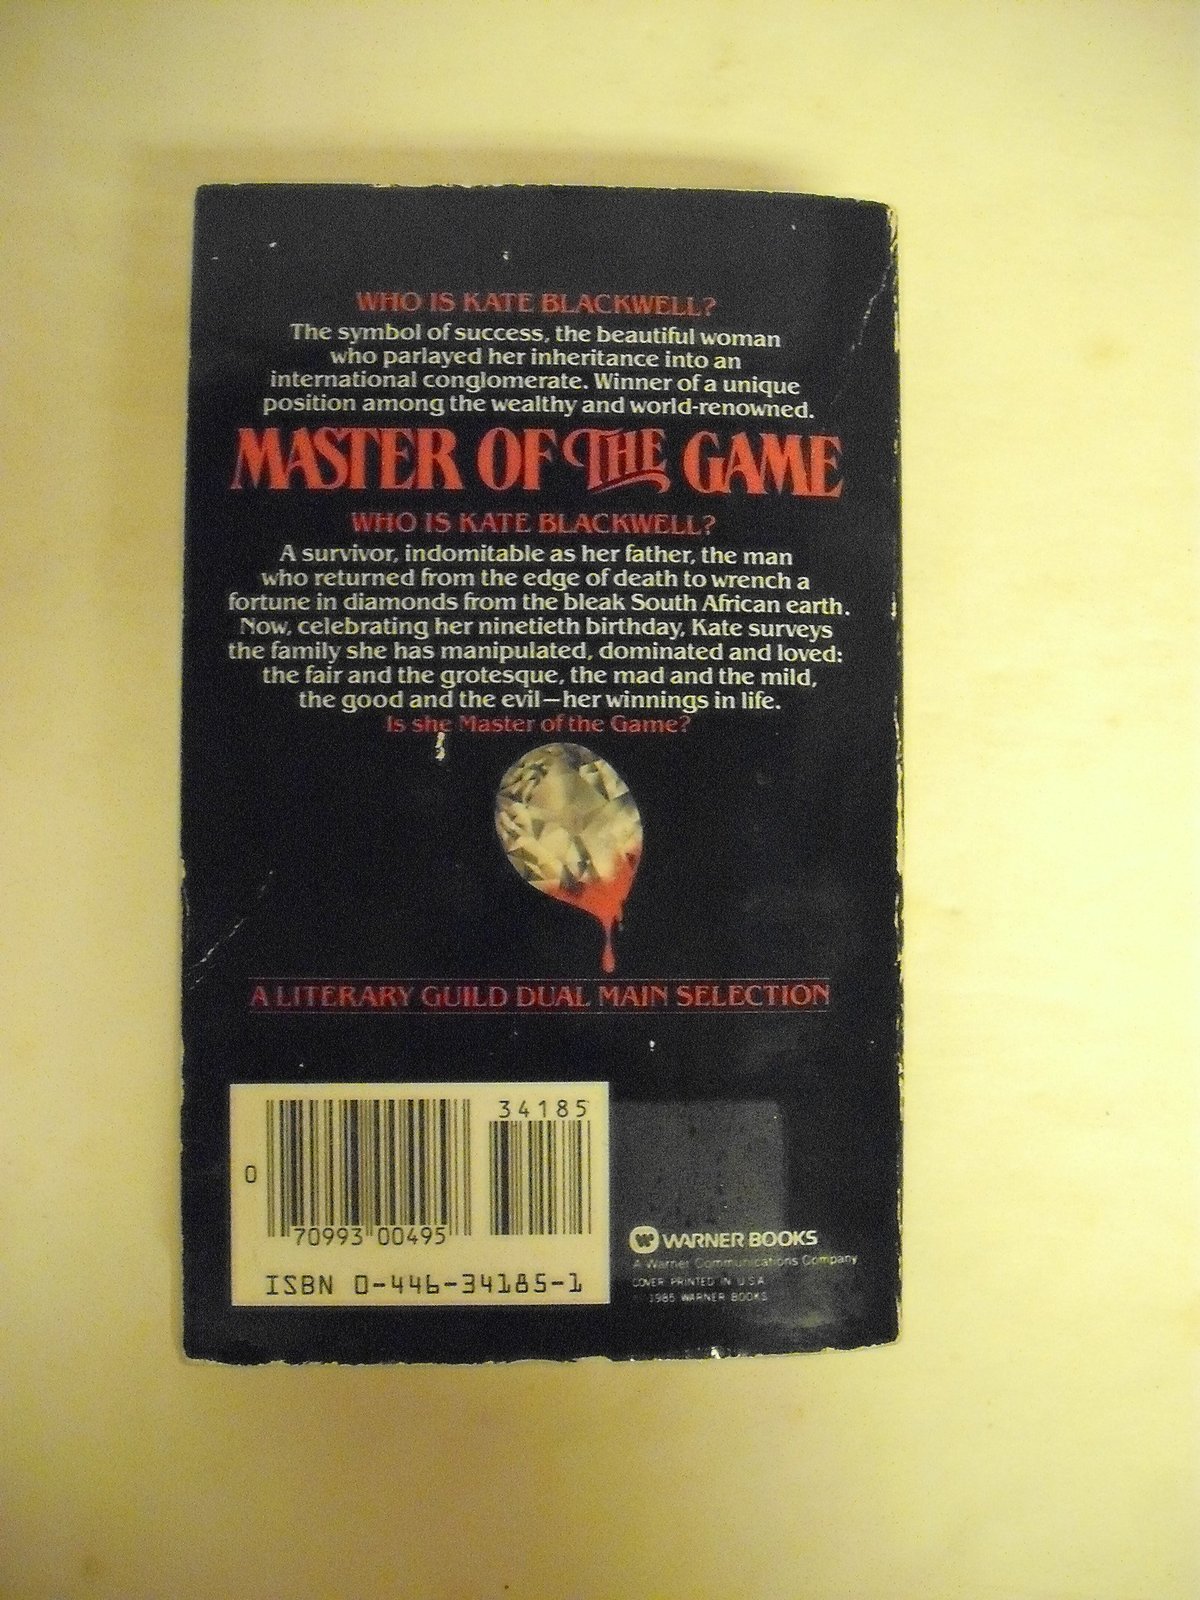 WHO IS KATE BLACKWELL?
The symbol of success, the beautiful woman
who parlayed her inheritance into an
international conglomerate. Winner of a unique
position among the wealthy and world-renowned.
MASTER OF THE GAME
WHO IS KATE BLACKWELL?
A survivor, indomitable as her father, the man
who returned from the edge of death to wrench a
fortune in diamonds from the bleak South African earth.
Now, celebrating her ninetieth birthday, Kate surveys
the family she has manipulated, dominated and loved:
the fair and the grotesque, the mad and the mild,
the good and the evil—her winnings in life.
Is she Master of the Game?
A LITERARY GUILD DUAL MAIN SELECTION
34185
0
70993 00495
ISBN 0-446-34185-1
W WARNER BOOKS
A Warner Communications Company
COVER PRINTED IN U.S.A.
1985 WARNER BOOKS